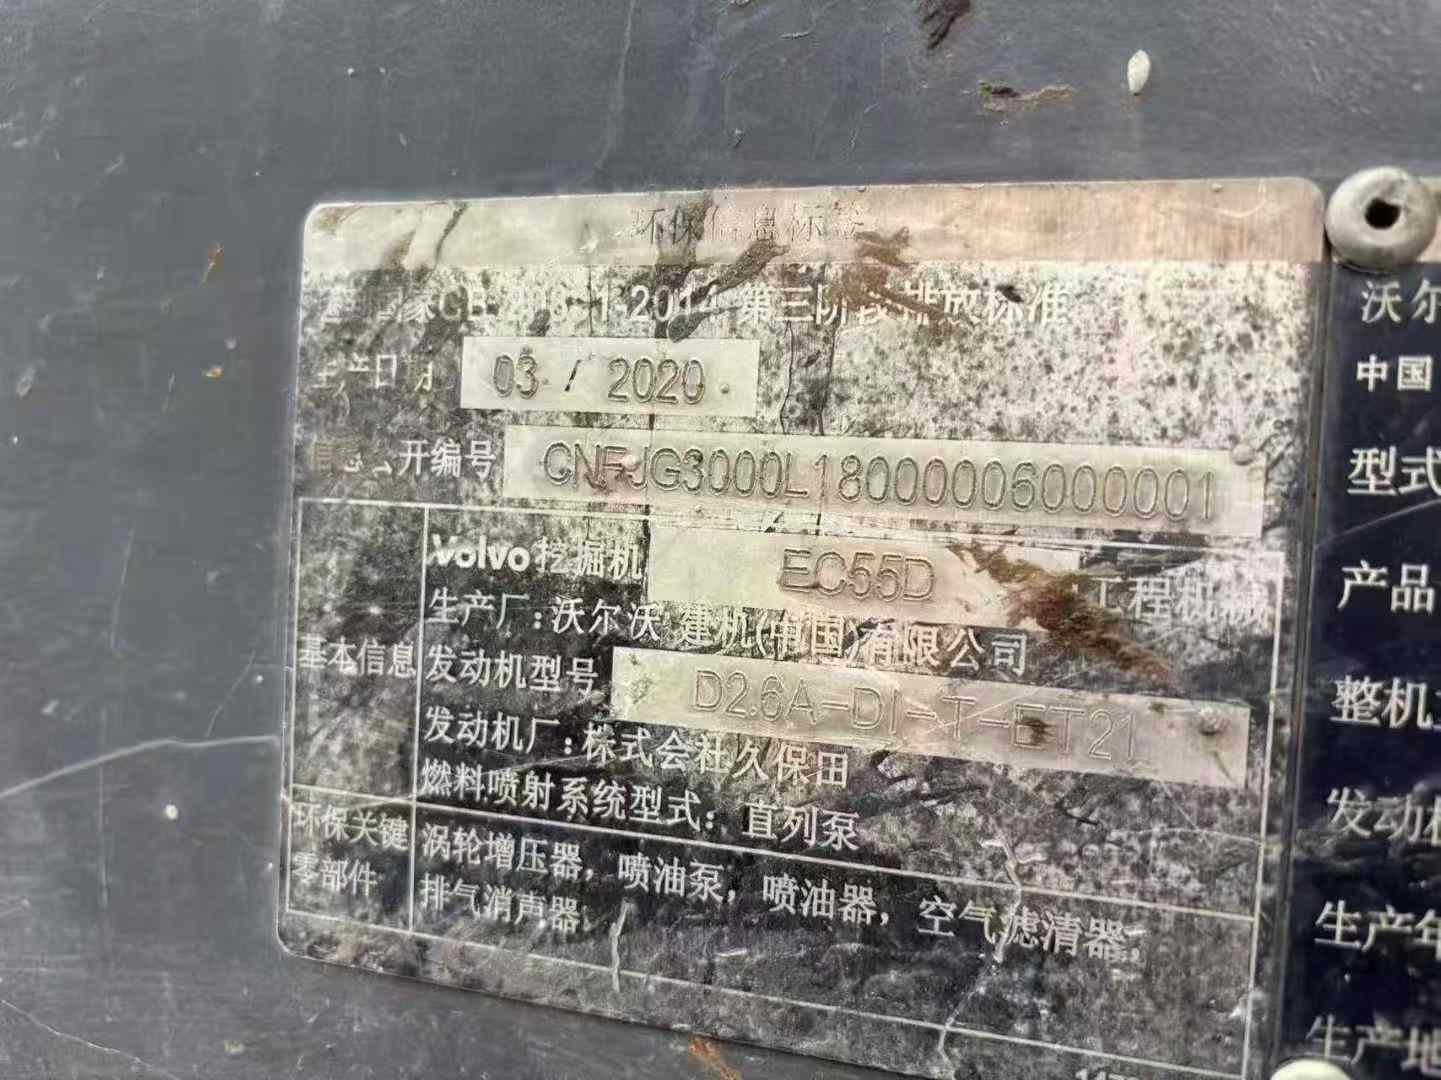 环保信息标签
第三阶段排放标准
生产日期 03 / 2020
开编号 CNFJG3000L180000006000001
Volvo挖掘机 EC55D 工程机械
生产厂:沃尔沃建机(中国)有限公司
基本信息
发动机型号 D2.6A-DI-T-ET21
发动机厂:株式会社久保田
燃料喷射系统型式:直列泵
环保关键
零部件
涡轮增压器,喷油泵,喷油器,空气滤清器,
排气消声器.
沃尔
中国
型式
产品
整机
发动机
生产年
生产地